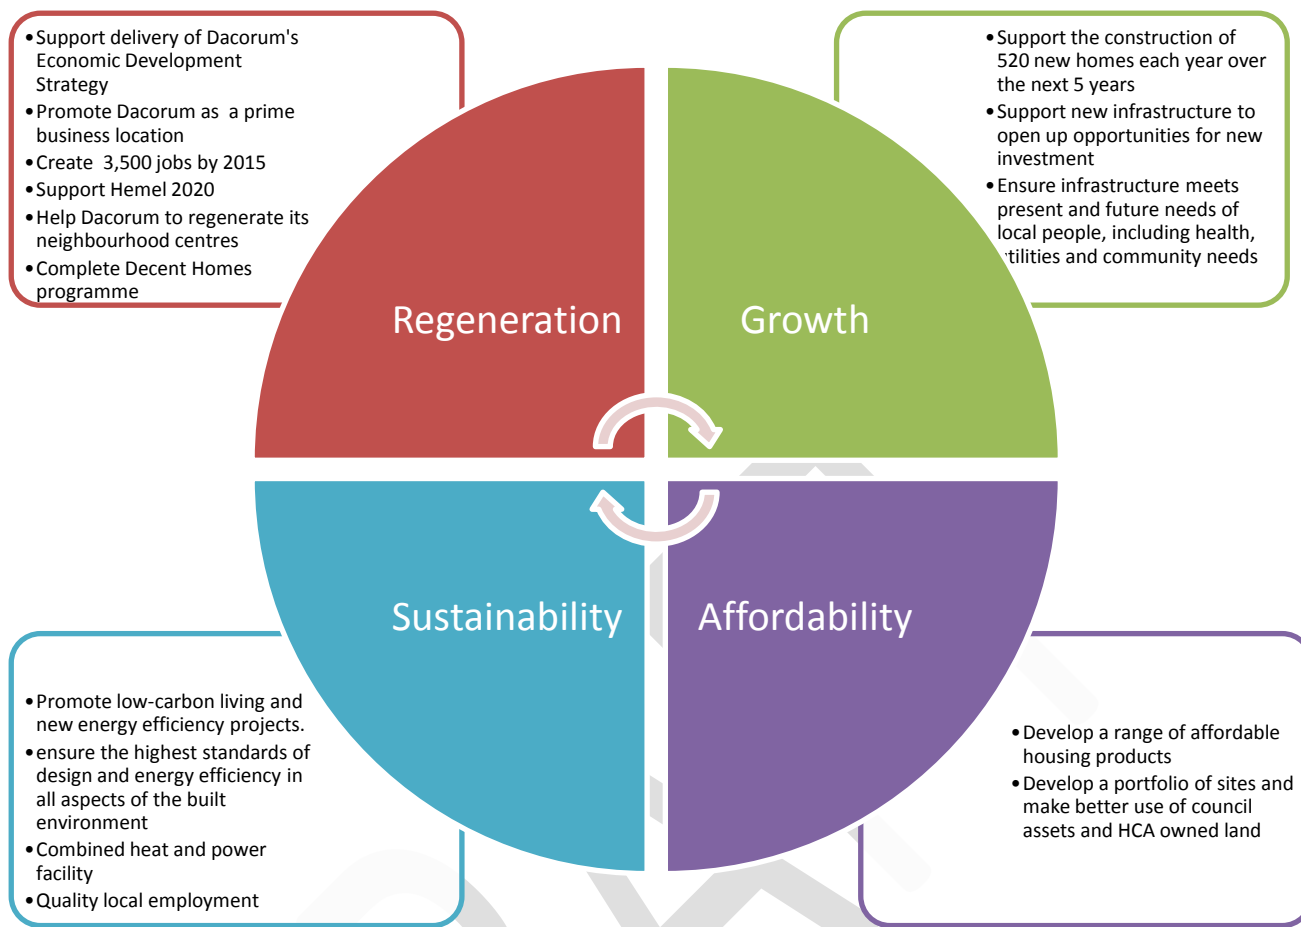 •Support delivery of Dacorum's
Economic Development
Strategy
•Promote Dacorum as a prime
business location
•Create 3,500 jobs by 2015
•Support Hemel 2020
•Help Dacorum to regenerate its
neighbourhood centres
•Complete Decent Homes
programme
•Support the construction of
520 new homes each year over
the next 5 years
•Support new infrastructure to
open up opportunities for new
investment
•Ensure infrastructure meets
present and future needs of
local people, including health,
utilities and community needs
Regeneration
Growth
Sustainability
Affordability
•Promote low-carbon living and
new energy efficiency projects.
•ensure the highest standards of
design and energy efficiency in
all aspects of the built
environment
•Combined heat and power
facility
•Quality local employment
•Develop a range of affordable
housing products
•Develop a portfolio of sites and
make better use of council
assets and HCA owned land